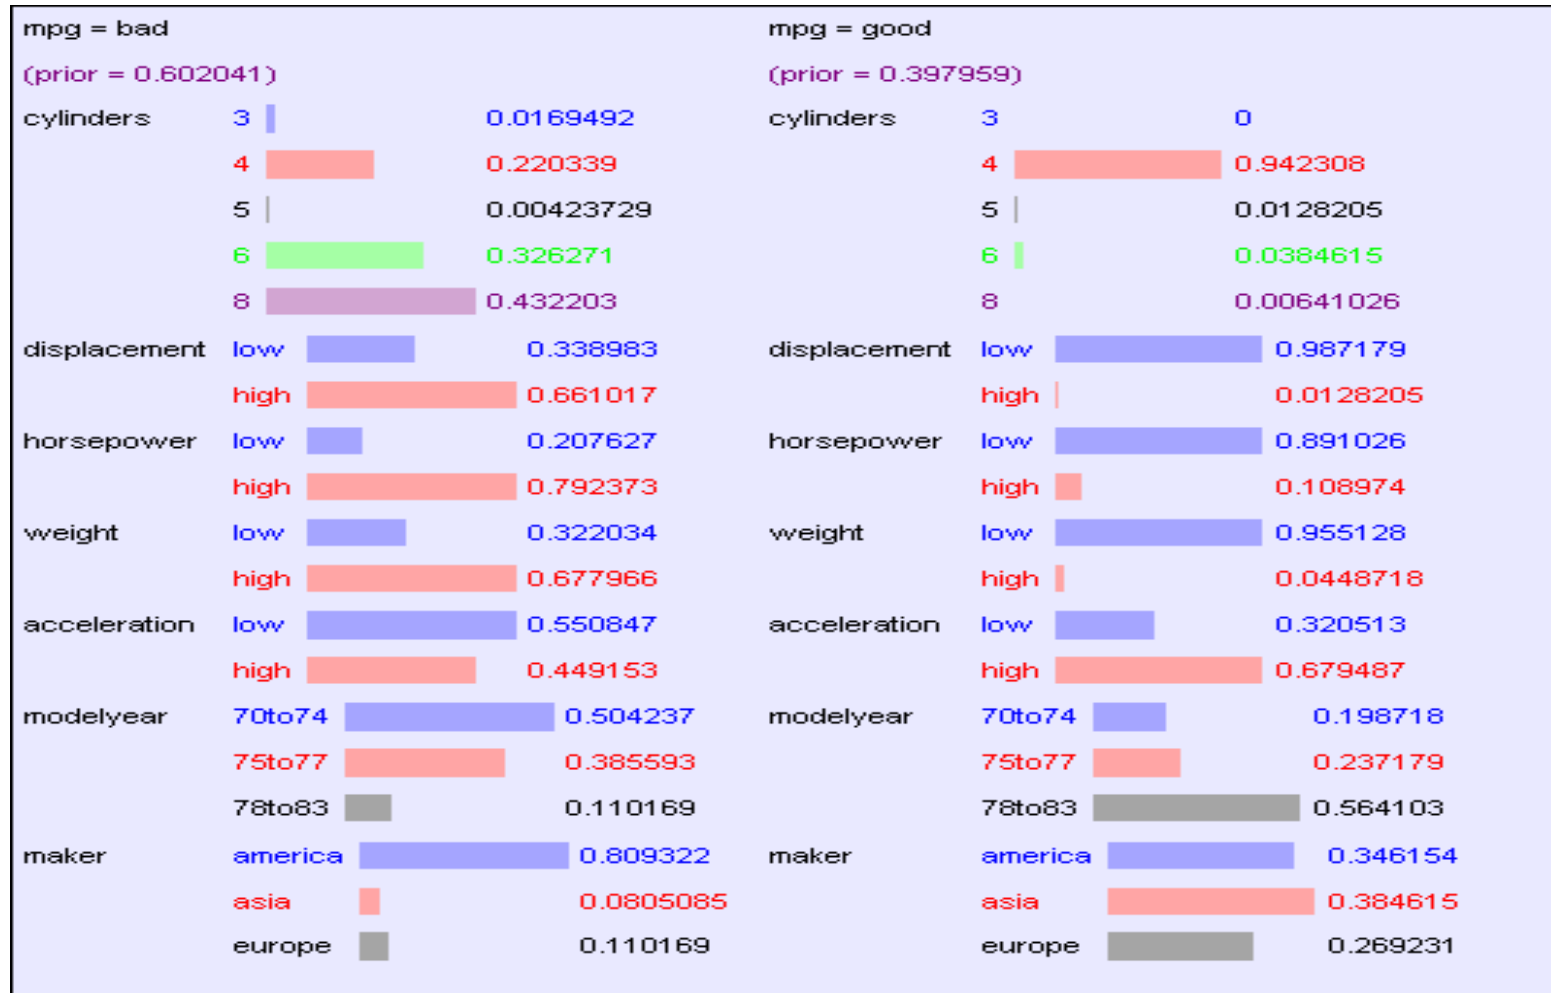 mpg = bad mpg = good
(prior = 0.602041) (prior = 0.397959)
cylinders 3 0.0169492 cylinders 3 0
4 0.220339 4 0.942308
5 0.00423729 5 0.0128205
6 0.326271 6 0.0384615
8 0.432203 8 0.00641026
displacement low 0.338983 displacement low 0.987179
high 0.661017 high 0.0128205
horsepower low 0.207627 horsepower low 0.891026
high 0.792373 high 0.108974
weight low 0.322034 weight low 0.955128
high 0.677966 high 0.0448718
acceleration low 0.550847 acceleration low 0.320513
high 0.449153 high 0.679487
modelyear 70to74 0.504237 modelyear 70to74 0.198718
75to77 0.385593 75to77 0.237179
78to83 0.110169 78to83 0.564103
maker america 0.809322 maker america 0.346154
asia 0.0805085 asia 0.384615
europe 0.110169 europe 0.269231